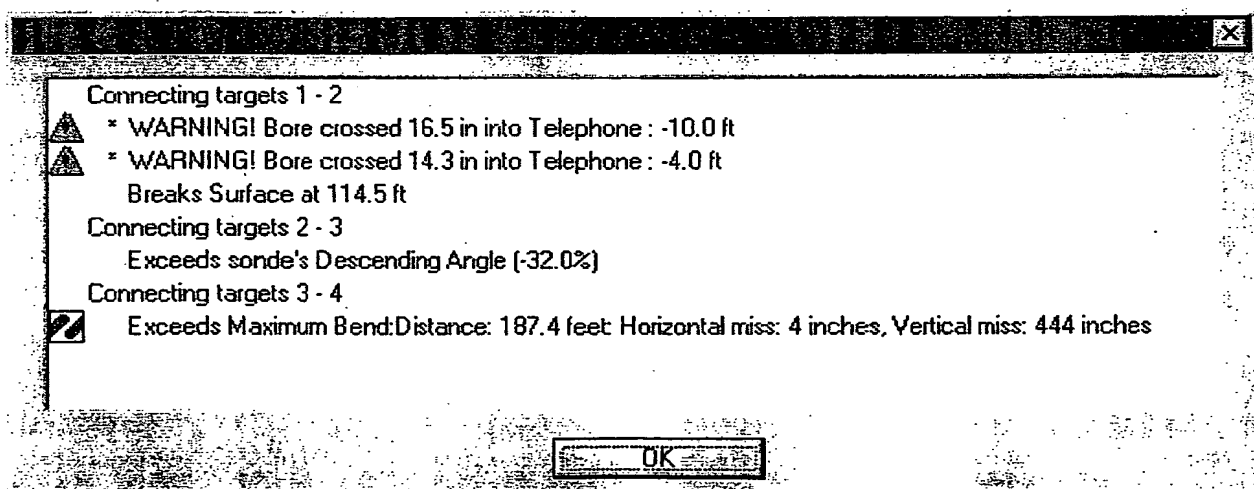 Connecting targets 1 - 2
* WARNING! Bore crossed 16.5 in into Telephone : -10.0 ft
* WARNING! Bore crossed 14.3 in into Telephone : -4.0 ft
Breaks Surface at 114.5 ft
Connecting targets 2 - 3
Exceeds sonde's Descending Angle (-32.0%)
Connecting targets 3 - 4
Exceeds Maximum Bend:Distance: 187.4 feet: Horizontal miss: 4 inches, Vertical miss: 444 inches
OK